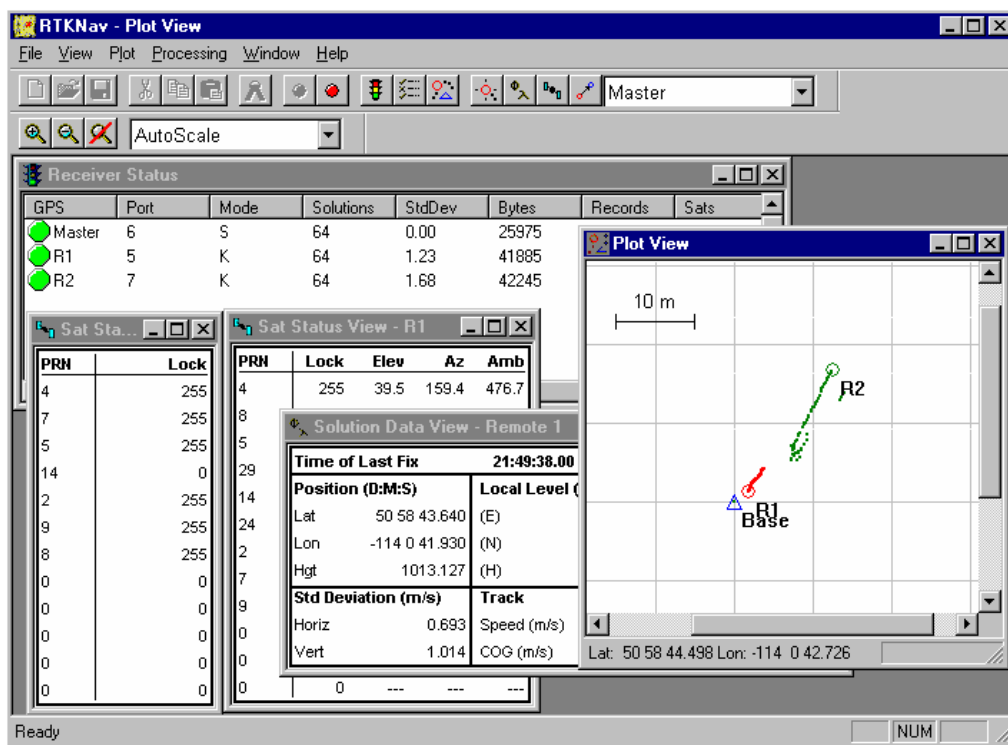 RTKNav - Plot View
File View Plot Processing Window Help
Master
AutoScale
Receiver Status
GPS Port Mode Solutions StdDev Bytes Records Sats
Master 6 S 64 0.00 25975
R1 5 K 64 1.23 41885
R2 7 K 64 1.68 42245
Sat Sta...
PRN Lock
4 255
7 255
5 255
14 0
2 255
9 255
8 255
0 0
0 0
0 0
0 0
0 0
Sat Status View - R1
PRN Lock Elev Az Amb
4 255 39.5 159.4 476.7
8
5
29
14
24
2
7
9
0
0
0 0 --- --- ---
Solution Data View - Remote 1
Time of Last Fix 21:49:38.00
Position (D:M:S) Local Level (
Lat 50 58 43.640 (E)
Lon -114 0 41.930 (N)
Hgt 1013.127 (H)
Std Deviation (m/s) Track
Horiz 0.693 Speed (m/s)
Vert 1.014 COG (m/s)
Plot View
10 m
R2
R1
Base
Lat: 50 58 44.498 Lon: -114 0 42.726
Ready NUM